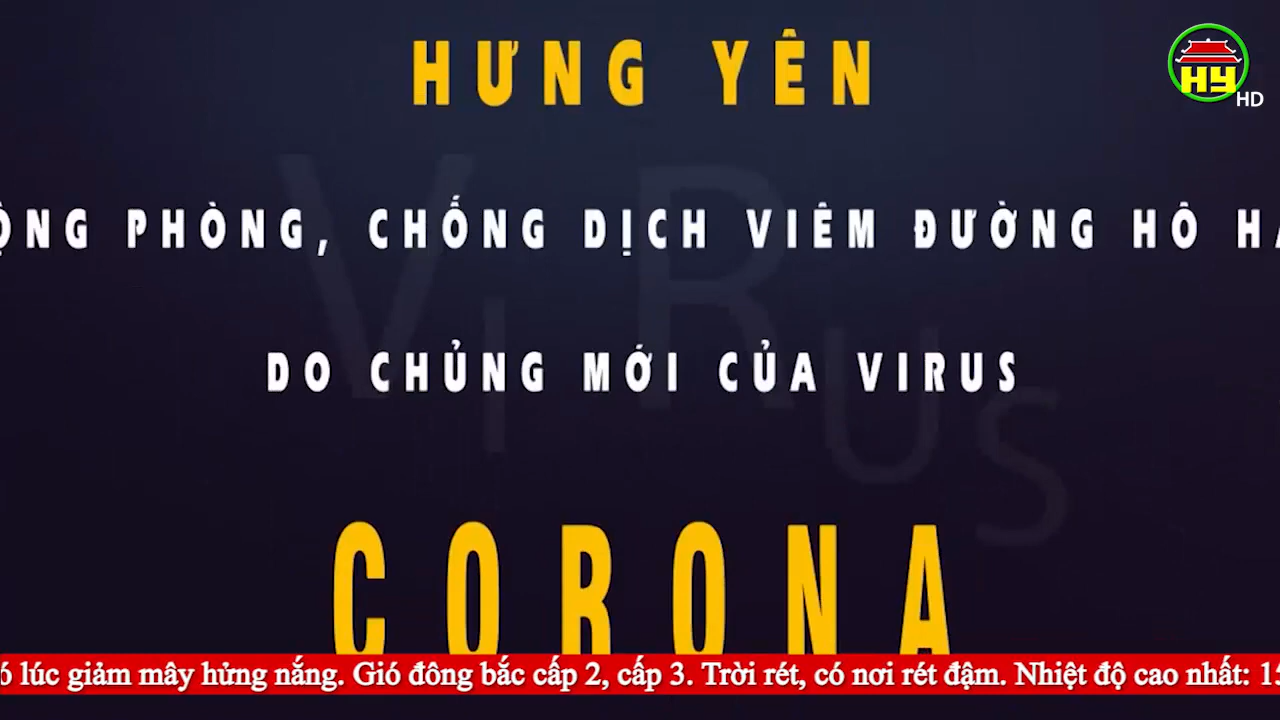 HƯNG YÊN
HY
HD
PHÒNG, CHỐNG DỊCH VIÊM ĐƯỜNG HÔ
DO CHỦNG MỚI CỦA VIRUS
VIRUS
CORONA
lúc giảm mây hửng nắng. Gió đông bắc cấp 2, cấp 3. Trời rét, có nơi rét đậm. Nhiệt độ cao nhất: